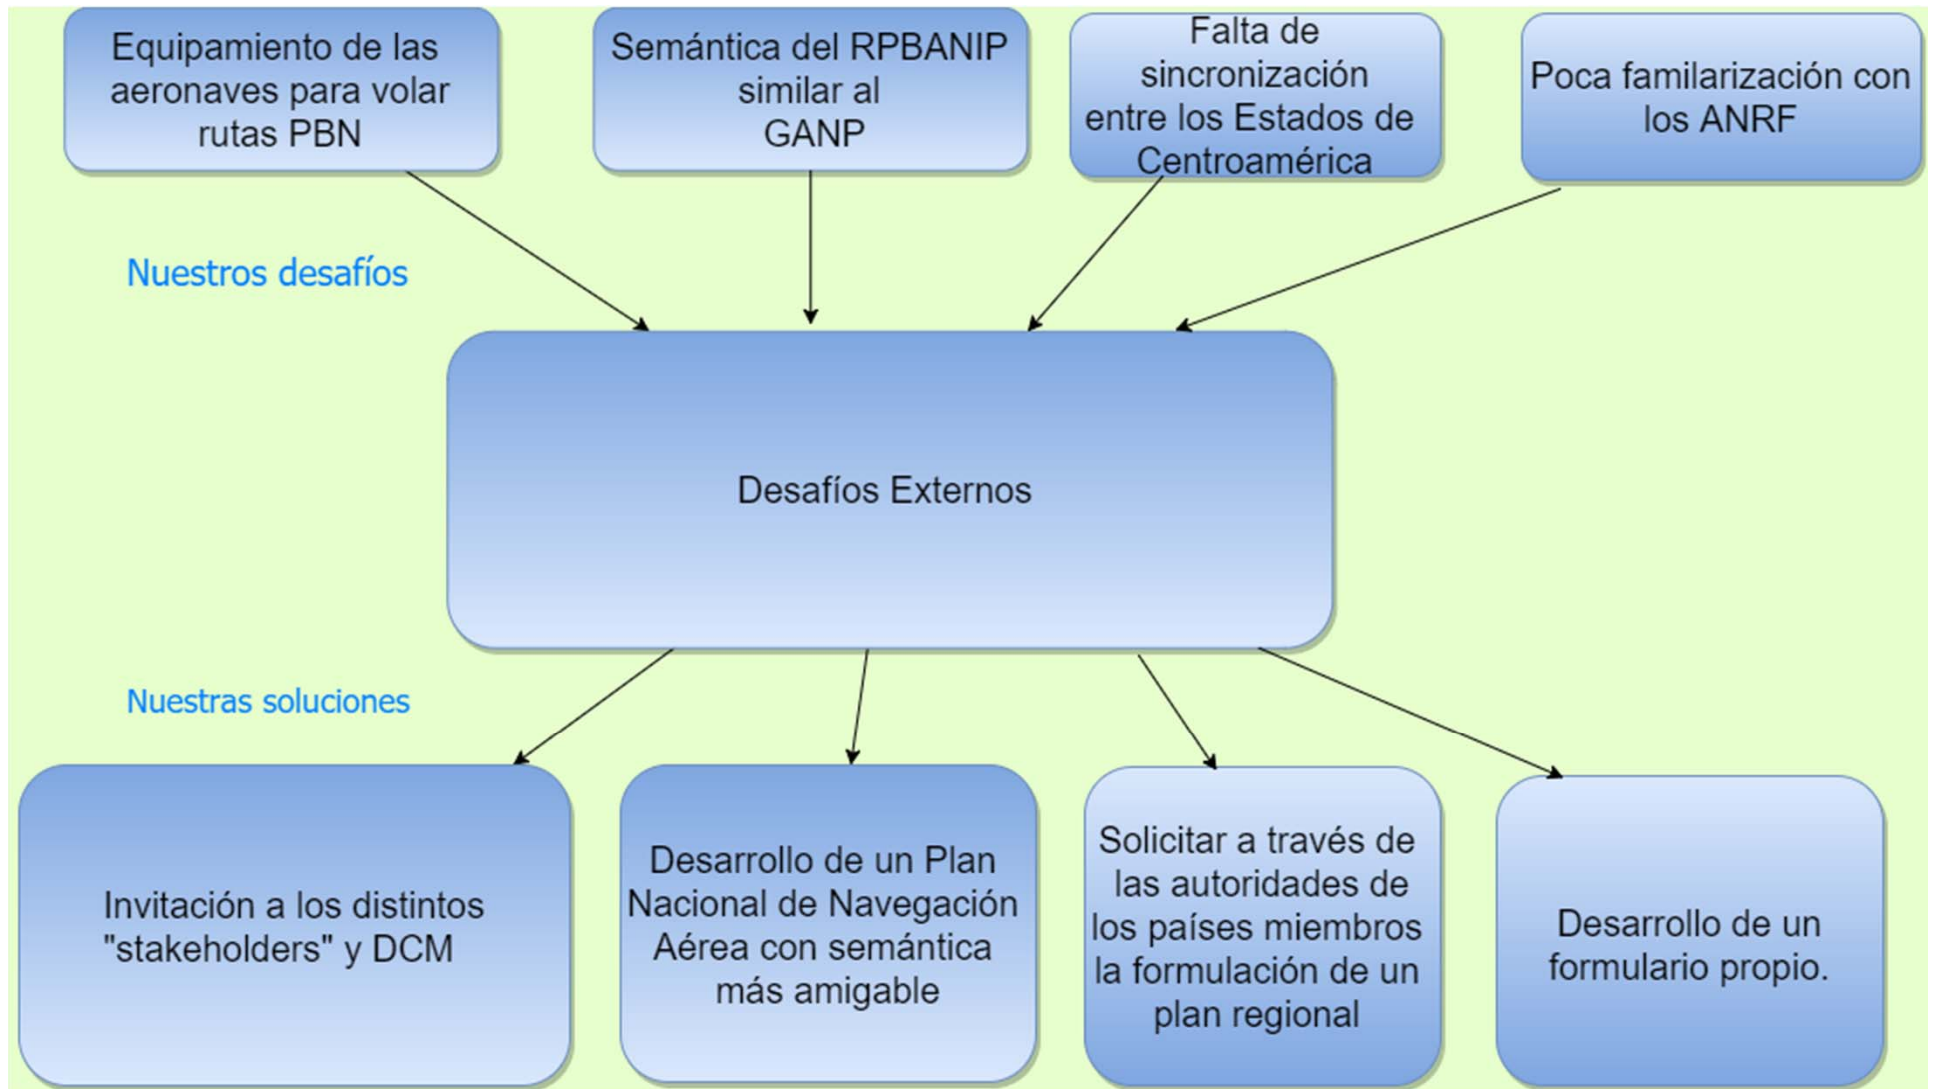 Equipamiento de las
aeronaves para volar
rutas PBN
Semántica del RPBANIP
similar al
GANP
Falta de
sincronización
entre los Estados de
Centroamérica
Poca familarización con
los ANRF
Nuestros desafíos
Desafíos Externos
Nuestras soluciones
Invitación a los distintos
"stakeholders" y DCM
Desarrollo de un Plan
Nacional de Navegación
Aérea con semántica
más amigable
Solicitar a través de
las autoridades de
los países miembros
la formulación de un
plan regional
Desarrollo de un
formulario propio.